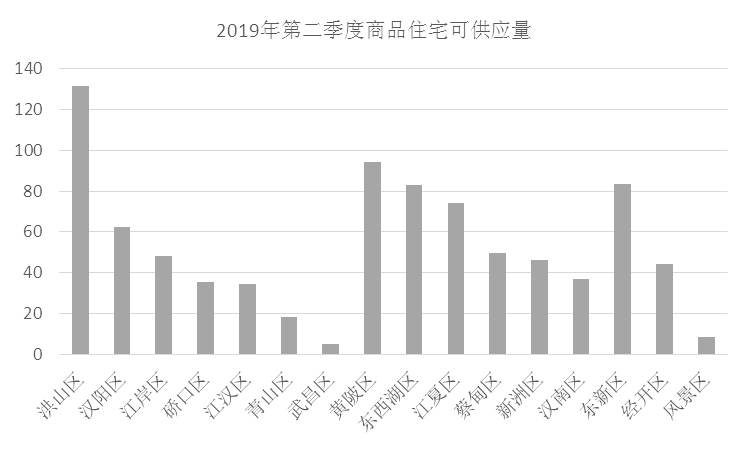 2019年第二季度商品住宅可供应量
140
120
100
80
60
40
20
0
洪山区
汉阳区
江岸区
硚口区
江汉区
青山区
武昌区
黄陂区
东西湖区
江夏区
蔡甸区
新洲区
汉南区
东新区
经开区
风景区